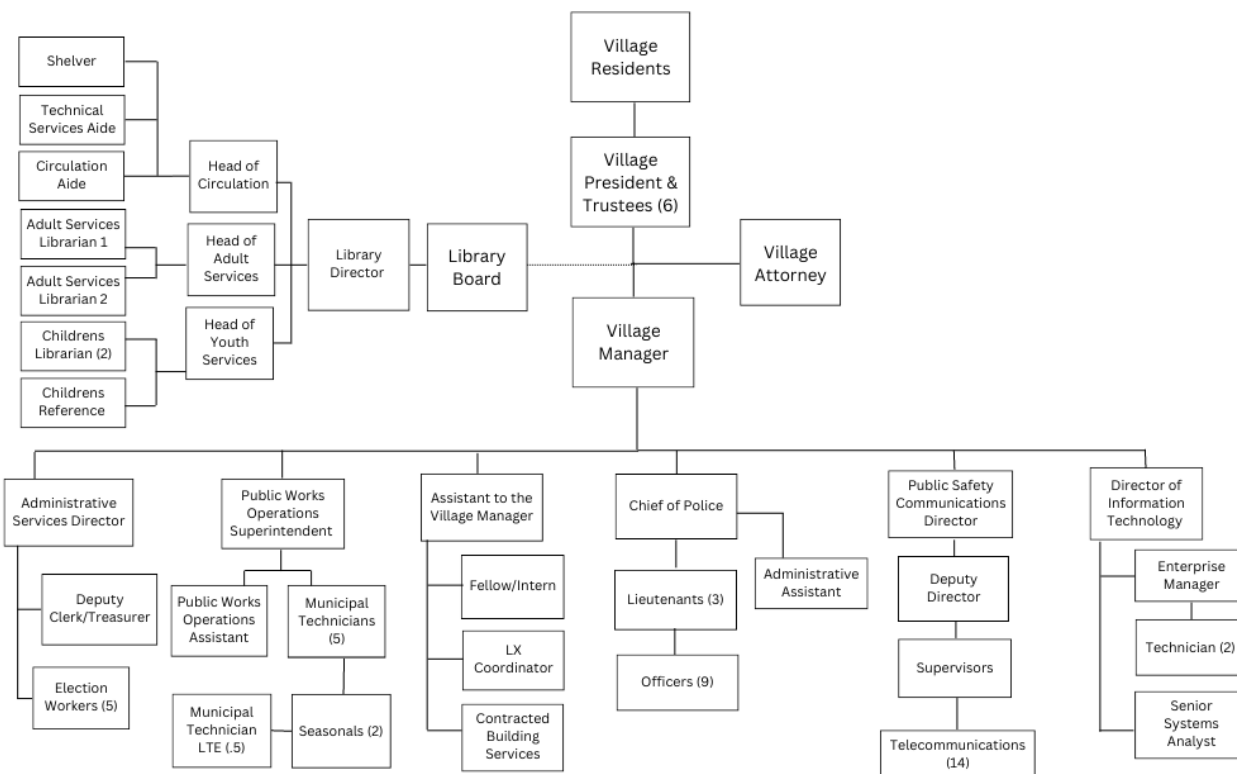 Village
Residents
Village
President &
Trustees (6)
Village
Attorney
Village
Manager
Library
Board
Library
Director
Head of
Circulation
Head of
Adult
Services
Head of
Youth
Services
Shelver
Technical
Services Aide
Circulation
Aide
Adult Services
Librarian 1
Adult Services
Librarian 2
Childrens
Librarian (2)
Childrens
Reference
Administrative
Services Director
Deputy
Clerk/Treasurer
Election
Workers (5)
Public Works
Operations
Superintendent
Public Works
Operations
Assistant
Municipal
Technicians
(5)
Municipal
Technician
LTE (.5)
Seasonals (2)
Assistant to the
Village Manager
Fellow/Intern
LX
Coordinator
Contracted
Building
Services
Chief of Police
Lieutenants (3)
Administrative
Assistant
Officers (9)
Public Safety
Communications
Director
Deputy
Director
Supervisors
Telecommunications
(14)
Director of
Information
Technology
Enterprise
Manager
Technician (2)
Senior
Systems
Analyst